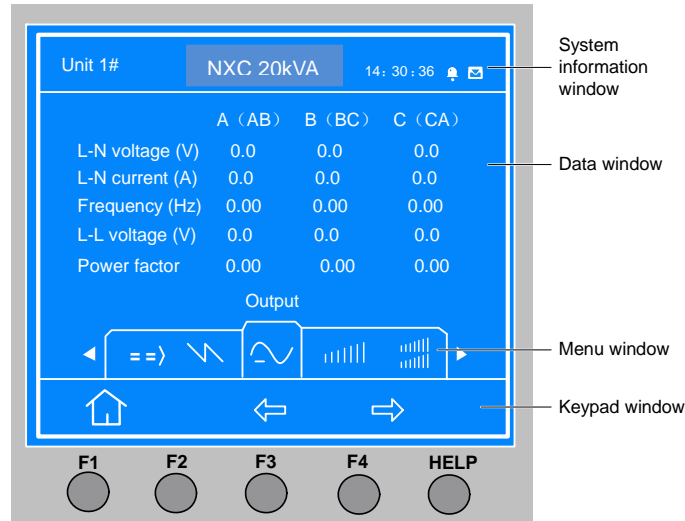 Unit 1#
NXC 20kVA
14: 30 : 36
System
information
window
A（AB） B（BC） C（CA）
L-N voltage (V) 0.0 0.0 0.0
Data window
L-N current (A) 0.0 0.0 0.0
Frequency (Hz) 0.00 0.00 0.00
L-L voltage (V) 0.0 0.0 0.0
Power factor 0.00 0.00 0.00
Output
Menu window
Keypad window
F1 F2 F3 F4 HELP